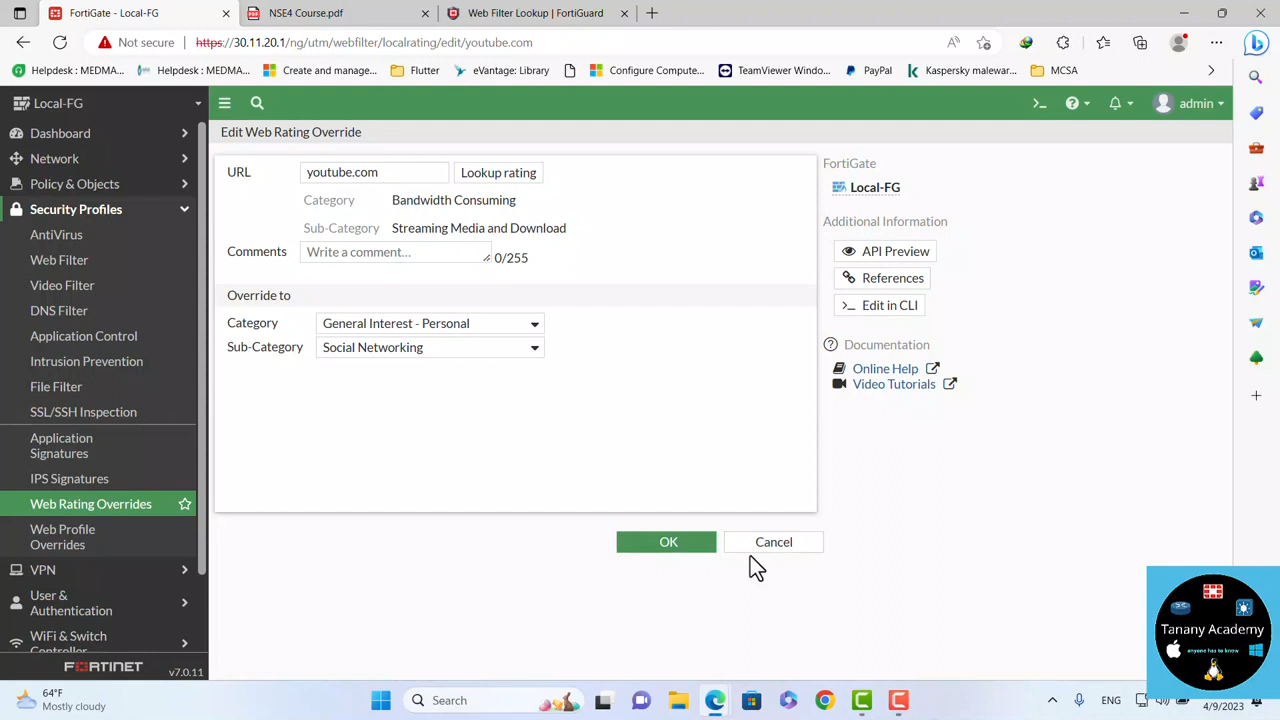 FortiGate - Local-FG
NSE4 Course.pdf
Web Filter Lookup | FortiGuard
Not secure
https://30.11.20.1/ng/utm/webfilter/localrating/edit/youtube.com
Helpdesk : MEDMA...
Helpdesk : MEDMA...
Create and manage...
Flutter
eVantage: Library
Configure Compute...
TeamViewer Windo...
PayPal
Kaspersky malewar...
MCSA
Local-FG
admin
Dashboard
Network
Policy & Objects
Security Profiles
AntiVirus
Web Filter
Video Filter
DNS Filter
Application Control
Intrusion Prevention
File Filter
SSL/SSH Inspection
Application
Signatures
IPS Signatures
Web Rating Overrides
Web Profile
Overrides
VPN
User &
Authentication
WiFi & Switch
Controller
FORTINET
v7.0.11
Edit Web Rating Override
URL
youtube.com
Lookup rating
Category
Bandwidth Consuming
Sub-Category
Streaming Media and Download
Comments
Write a comment...
0/255
Override to
Category
General Interest - Personal
Sub-Category
Social Networking
OK
Cancel
FortiGate
Local-FG
Additional Information
API Preview
References
Edit in CLI
Documentation
Online Help
Video Tutorials
Tanany Academy
anyone has to know
64°F
Mostly cloudy
Search
ENG
4/9/2023